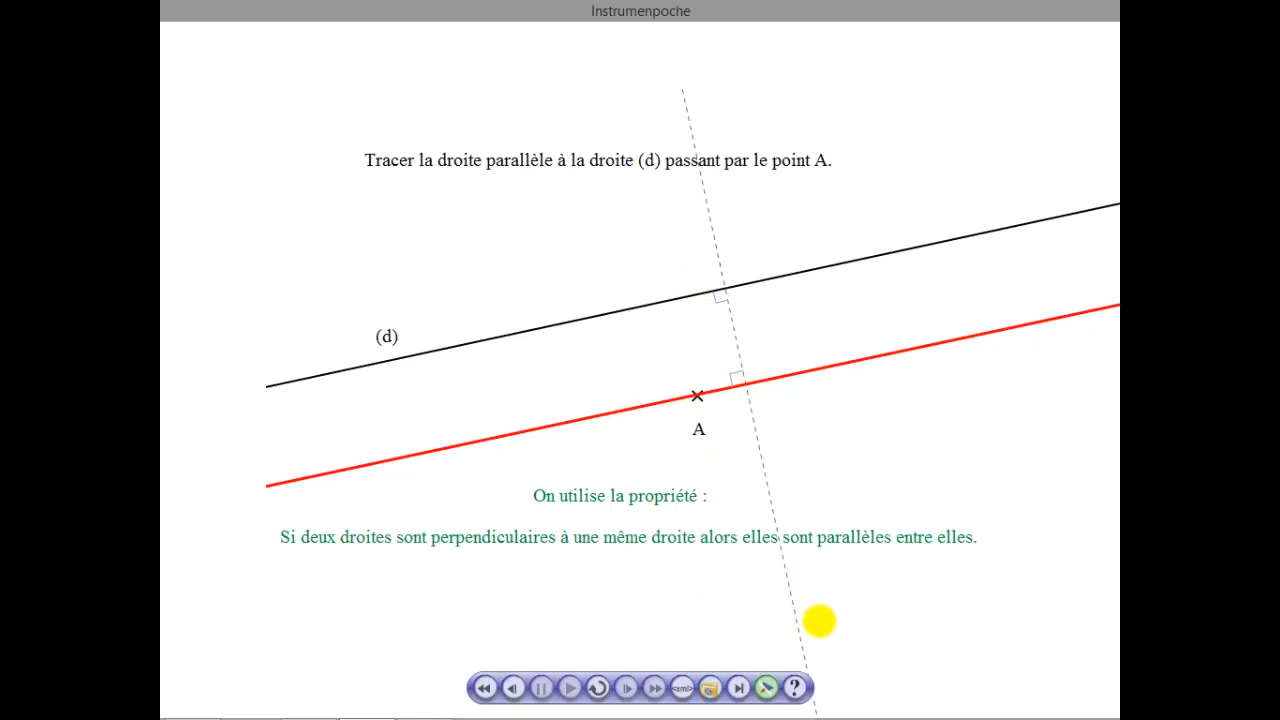 Instrumenpoche
Tracer la droite parallèle à la droite (d) passant par le point A.
(d)
A
On utilise la propriété :
Si deux droites sont perpendiculaires à une même droite alors elles sont parallèles entre elles.
<xml> ?